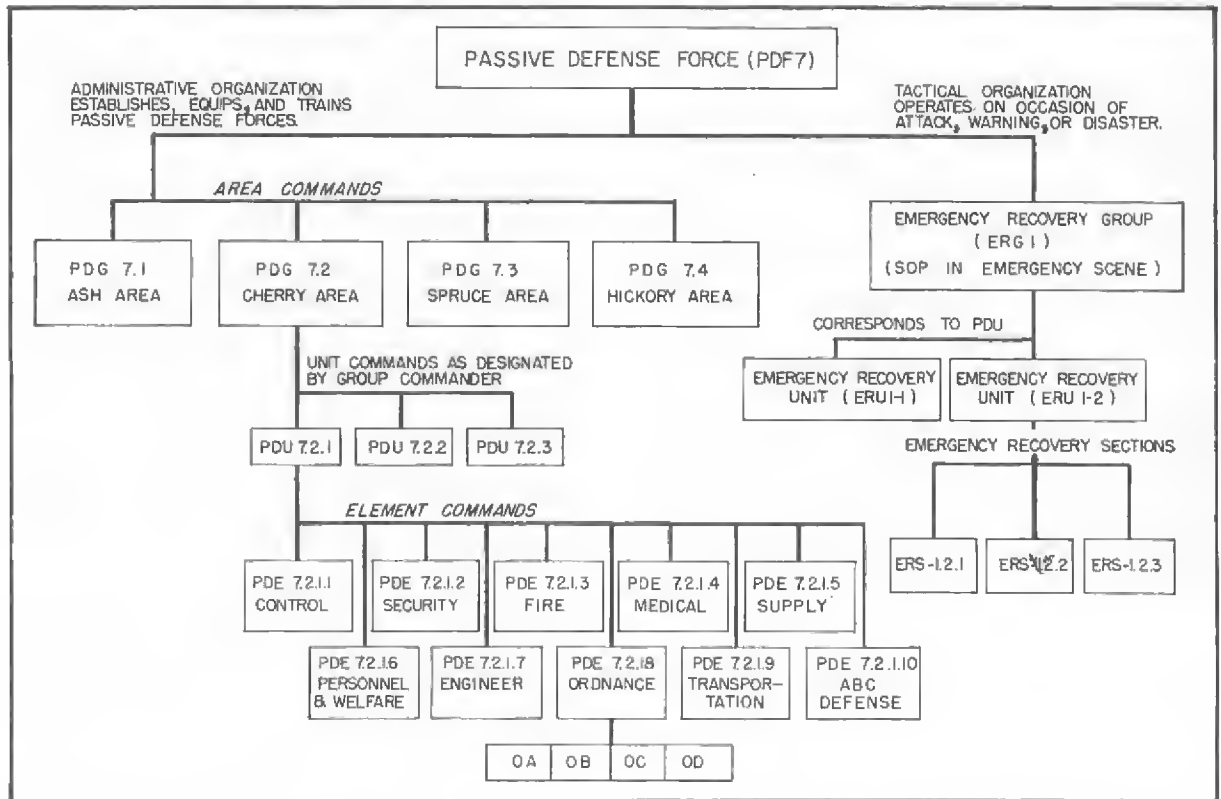 PASSIVE DEFENSE FORCE (PDF7)
ADMINISTRATIVE ORGANIZATION
ESTABLISHES, EQUIPS, AND TRAINS
PASSIVE DEFENSE FORCES.
TACTICAL ORGANIZATION
OPERATES ON OCCASION OF
ATTACK, WARNING, OR DISASTER.
AREA COMMANDS
PDG 7.1
ASH AREA
PDG 7.2
CHERRY AREA
PDG 7.3
SPRUCE AREA
PDG 7.4
HICKORY AREA
EMERGENCY RECOVERY GROUP
(ERG 1)
(SOP IN EMERGENCY SCENE)
CORRESPONDS TO PDU
UNIT COMMANDS AS DESIGNATED
BY GROUP COMMANDER
EMERGENCY RECOVERY
UNIT (ERU1-1)
EMERGENCY RECOVERY
UNIT (ERU 1-2)
PDU 7.2.1
PDU 7.2.2
PDU 7.2.3
EMERGENCY RECOVERY SECTIONS
ERS-1.2.1
ERS-1.2.2
ERS-1.2.3
ELEMENT COMMANDS
PDE 7.2.1.1
CONTROL
PDE 7.2.1.2
SECURITY
PDE 7.2.1.3
FIRE
PDE 7.2.1.4
MEDICAL
PDE 7.2.1.5
SUPPLY
PDE 7.2.1.6
PERSONNEL
& WELFARE
PDE 7.2.1.7
ENGINEER
PDE 7.2.18
ORDNANCE
PDE 7.2.1.9
TRANSPOR-
TATION
PDE 7.2.1.10
ABC
DEFENSE
OA OB OC OD